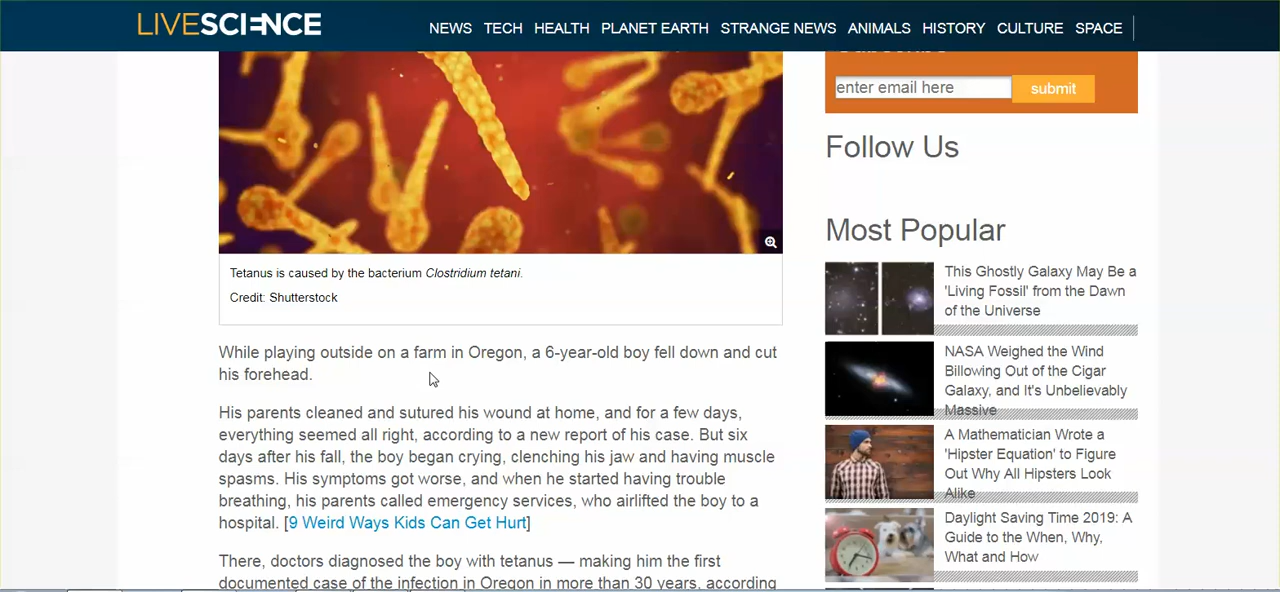 LIVESCIENCE
NEWS TECH HEALTH PLANET EARTH STRANGE NEWS ANIMALS HISTORY CULTURE SPACE
Tetanus is caused by the bacterium Clostridium tetani.
Credit: Shutterstock
While playing outside on a farm in Oregon, a 6-year-old boy fell down and cut
his forehead.
His parents cleaned and sutured his wound at home, and for a few days,
everything seemed all right, according to a new report of his case. But six
days after his fall, the boy began crying, clenching his jaw and having muscle
spasms. His symptoms got worse, and when he started having trouble
breathing, his parents called emergency services, who airlifted the boy to a
hospital. [9 Weird Ways Kids Can Get Hurt]
There, doctors diagnosed the boy with tetanus — making him the first
documented case of the infection in Oregon in more than 30 years, according
enter email here
submit
Follow Us
Most Popular
This Ghostly Galaxy May Be a
'Living Fossil' from the Dawn
of the Universe
NASA Weighed the Wind
Billowing Out of the Cigar
Galaxy, and It's Unbelievably
Massive
A Mathematician Wrote a
'Hipster Equation' to Figure
Out Why All Hipsters Look
Alike
Daylight Saving Time 2019: A
Guide to the When, Why,
What and How